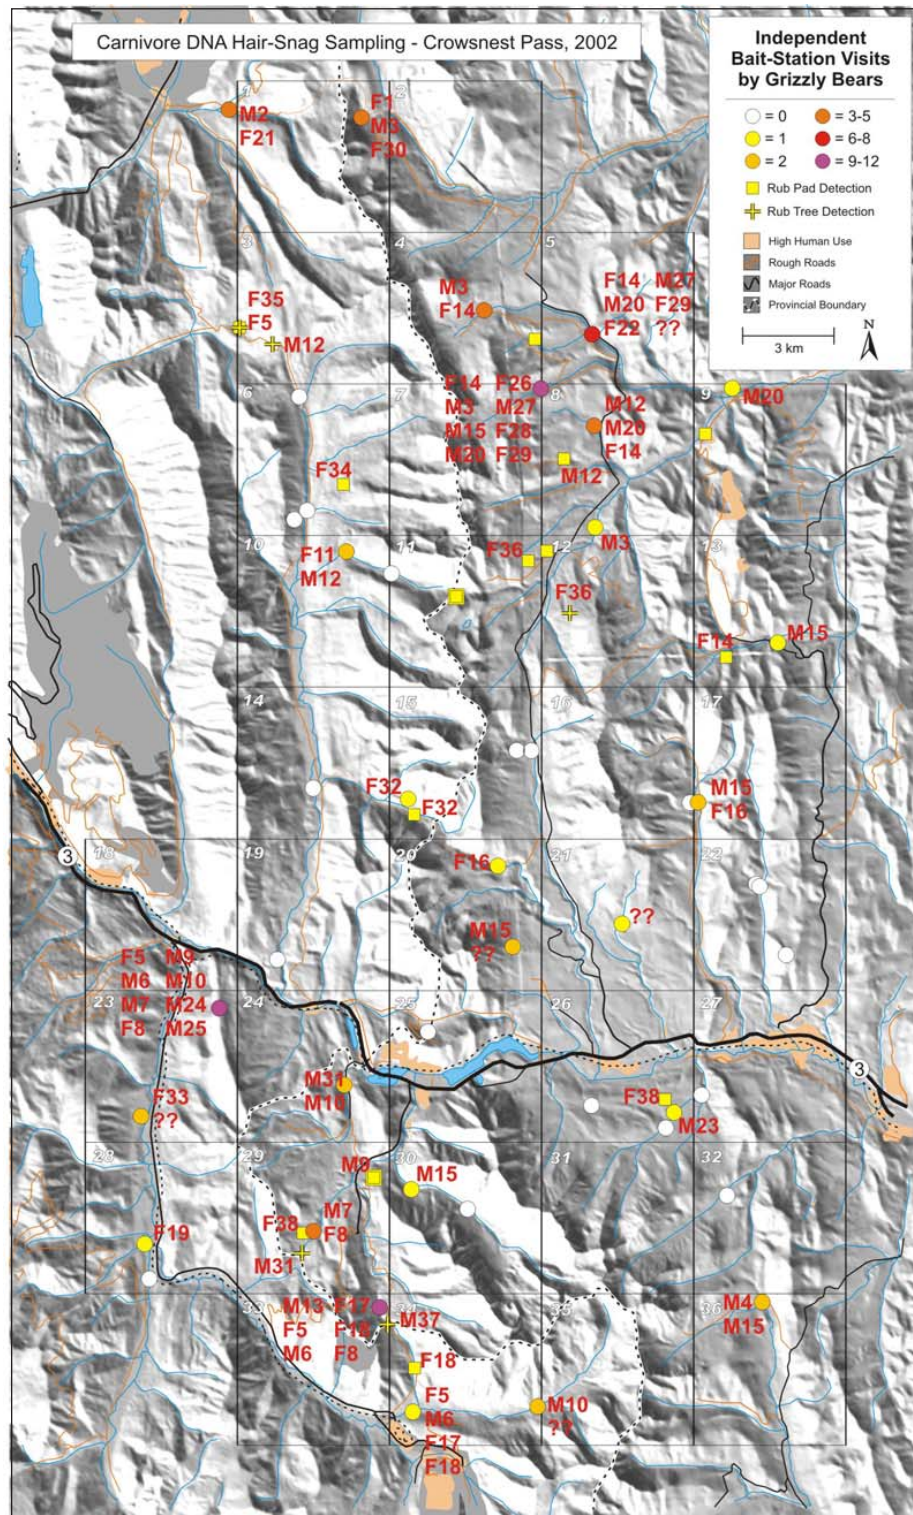 Carnivore DNA Hair-Snag Sampling - Crowsnest Pass, 2002
Independent
Bait-Station Visits
by Grizzly Bears
= 0
= 3-5
= 1
= 6-8
= 2
= 9-12
Rub Pad Detection
Rub Tree Detection
High Human Use
Rough Roads
Major Roads
Provincial Boundary
3 km
N
1
2
M2
F21
F1
M3
F30
3
4
5
M3
F14
F14 M27
M20 F29
F22 ??
F35
F5
M12
6
7
8
9
F14 F26
M3 M27
M15 F28
M20 F29
M12
M20
F14
M20
F34
M12
10
11
12
13
F11
M12
F36
M3
F36
F14
M15
14
15
16
17
F32
F32
M15
F16
18
19
20
21
22
3
F16
M15
??
??
F5 M9
M6 M10
M7 M24
F8 M25
23
24
25
26
27
3
M31
M10
F33
??
F38
M23
28
29
30
31
32
M9
M15
F38
M7
F8
M31
F19
33
34
35
36
M13 F17
F5 F18
M6 F8
M37
M4
M15
F18
F5
M6
F17
F18
M10
??